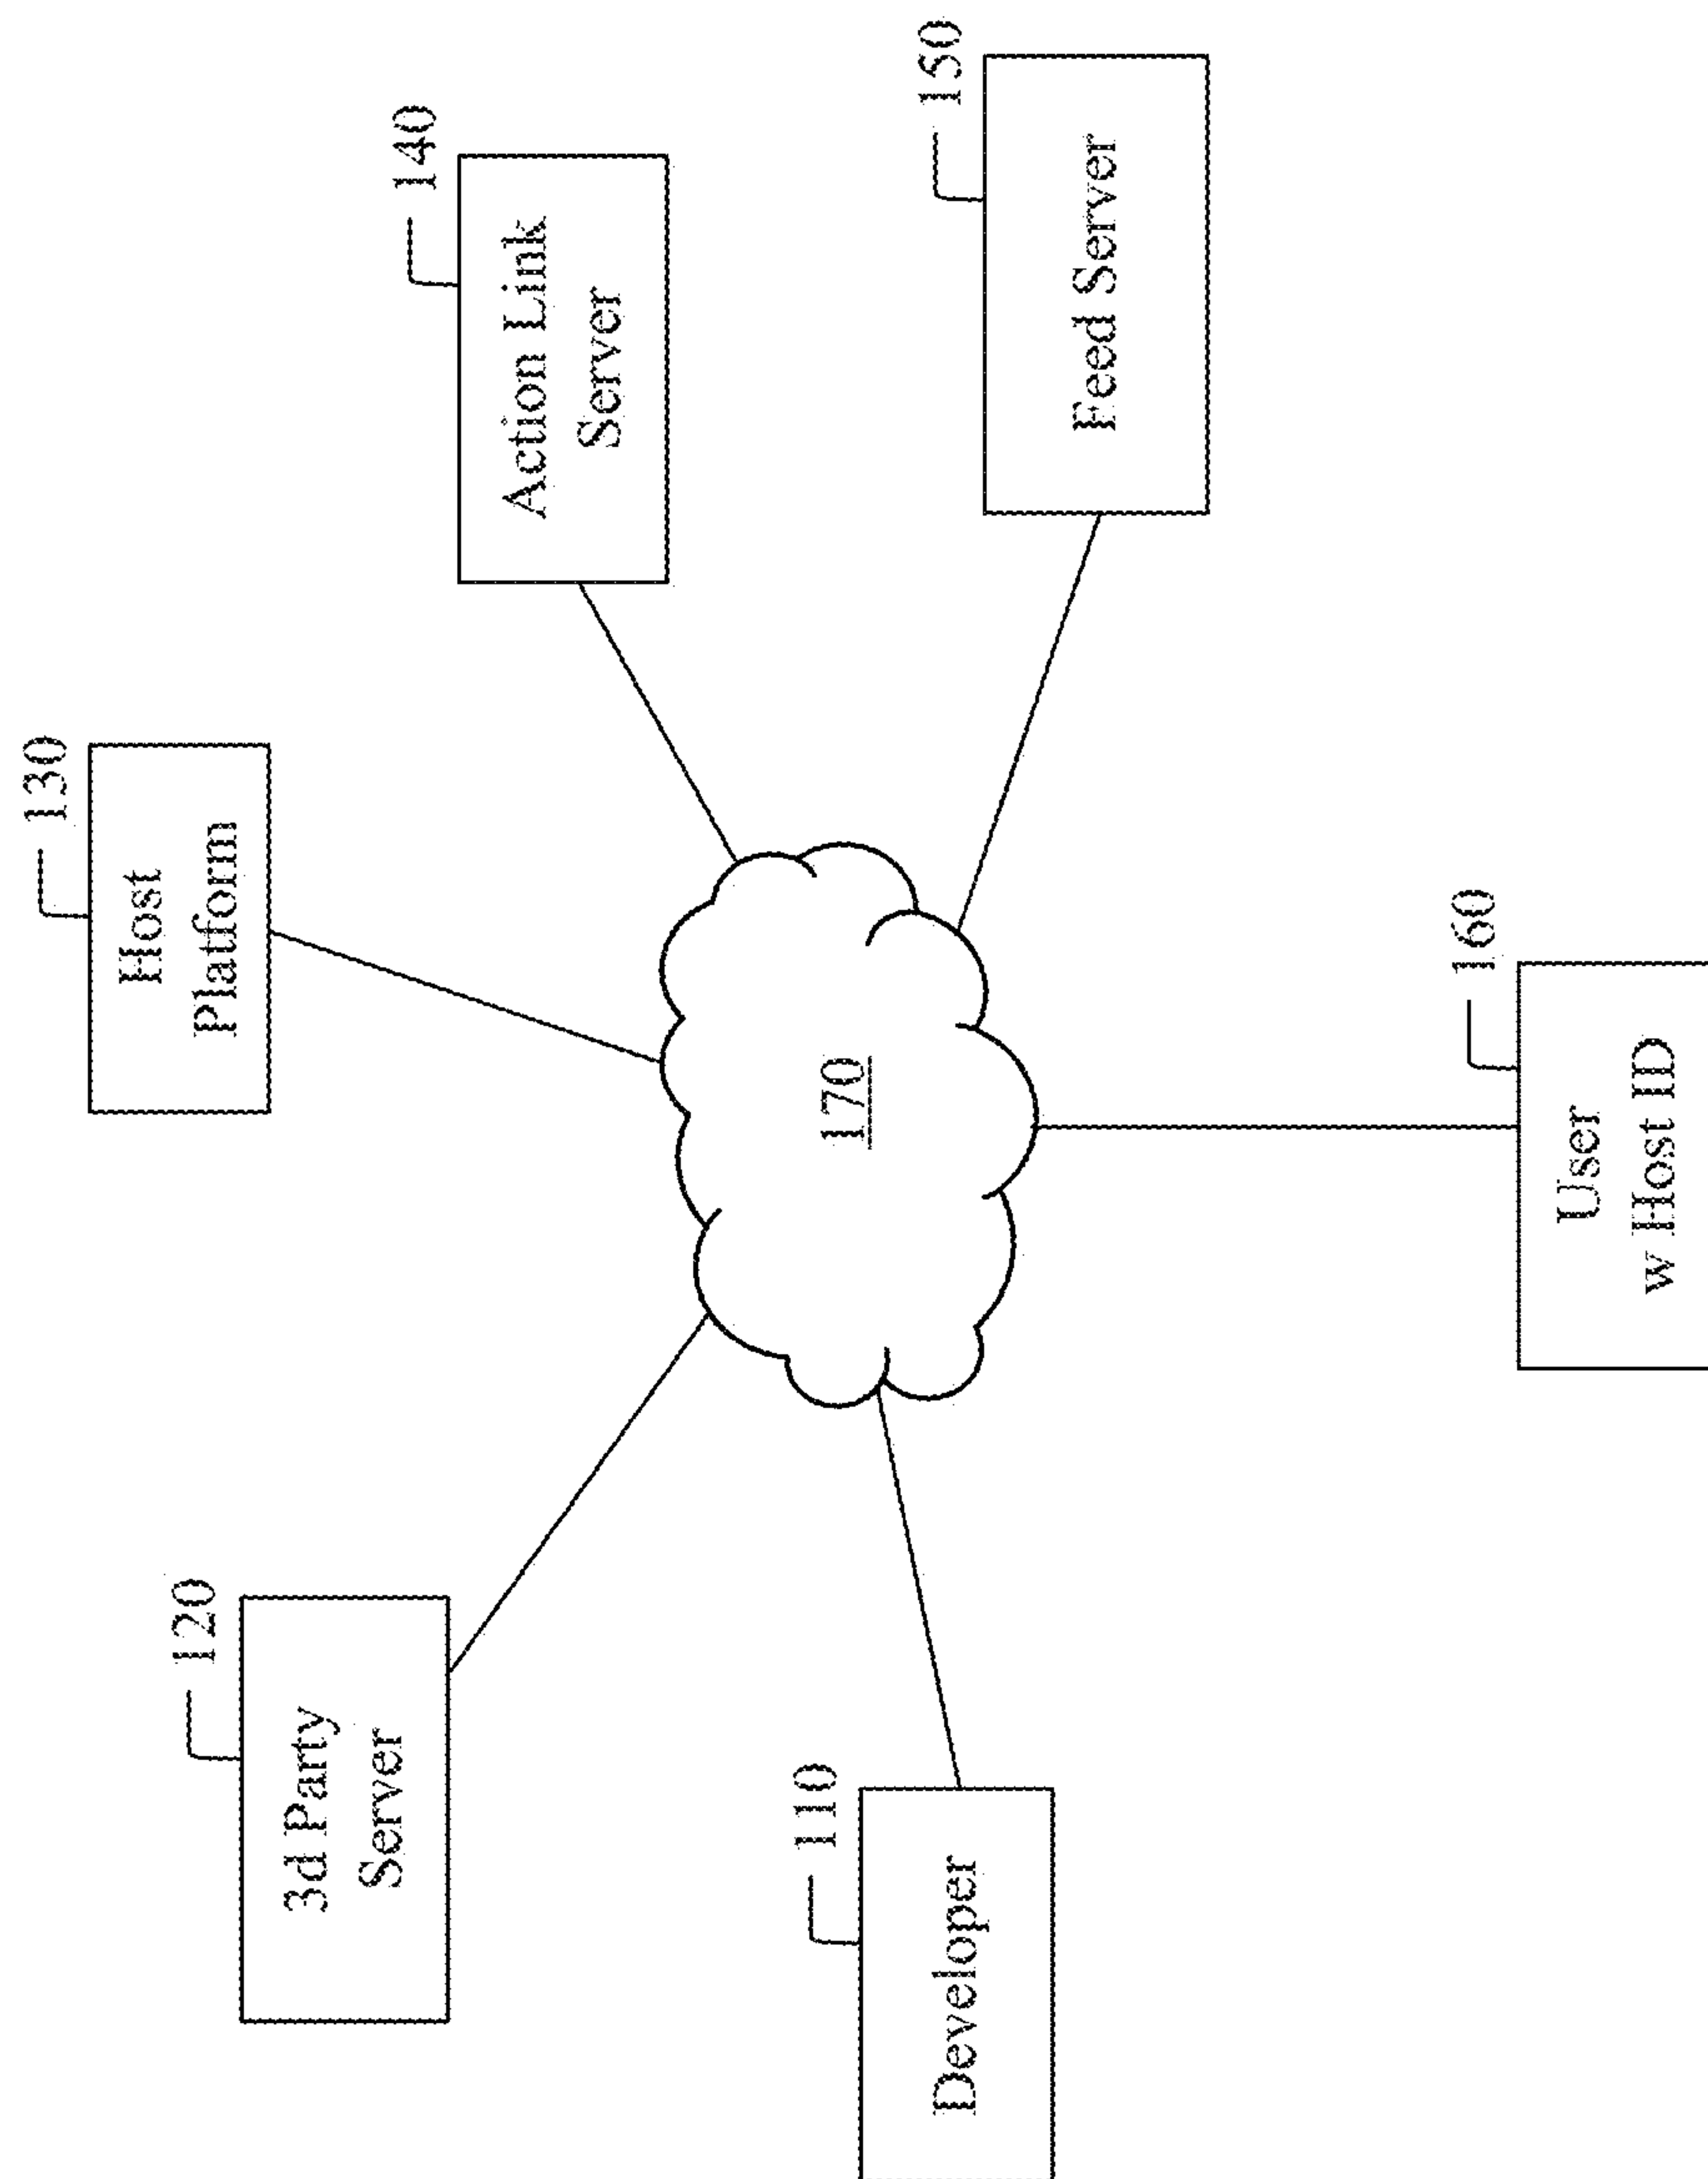 120
3d Party
Server
130
Host
Platform
140
Action Link
Server
110
Developer
170
150
Feed Server
160
User
w Host ID